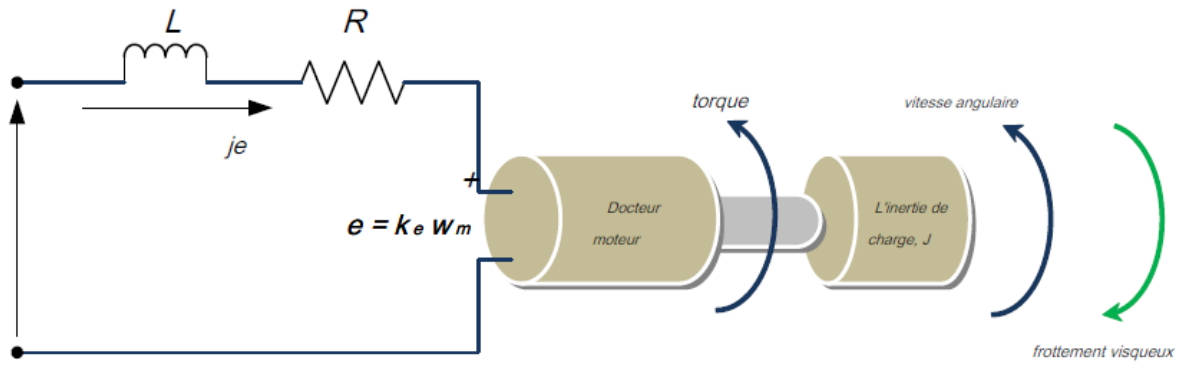 L
R
je
torque
vitesse angulaire
+
e = ke wm
Docteur
moteur
L'inertie de
charge, J
frottement visqueux